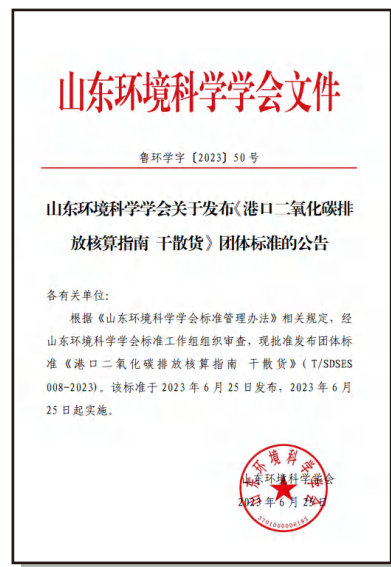 山东环境科学学会文件
鲁环学字〔2023〕50号
山东环境科学学会关于发布《港口二氧化碳排
放核算指南 干散货》团体标准的公告
各有关单位:
根据《山东环境科学学会标准管理办法》相关规定，经
山东环境科学学会标准工作组组织审查，现批准发布团体标
准《港口二氧化碳排放核算指南 干散货》(T/SDSES
008-2023)。该标准于2023年6月25日发布，2023年6月
25日起实施。
山东环境科学学会
2023年6月25日
山东环境科学学会